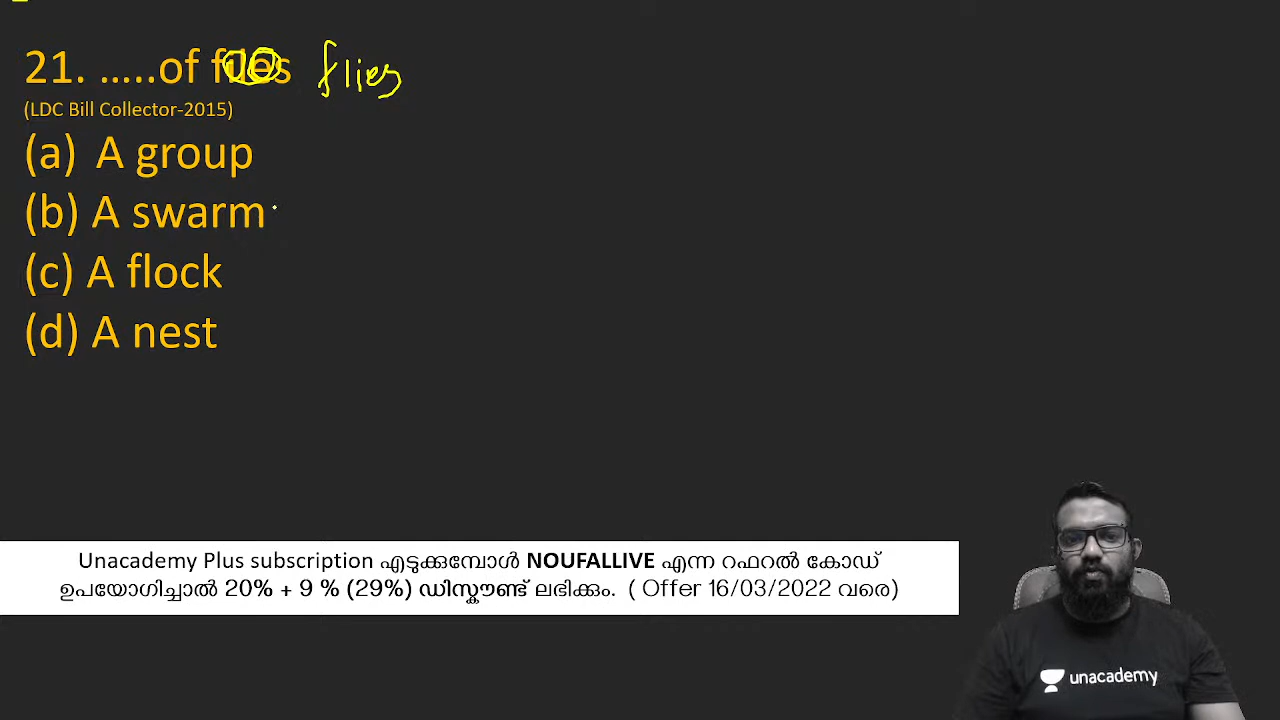 21. .....of files flies
(LDC Bill Collector-2015)
(a) A group
(b) A swarm
(c) A flock
(d) A nest
Unacademy Plus subscription എടുക്കുമ്പോൾ NOUFALLIVE എന്ന റഫറൽ കോഡ്
ഉപയോഗിച്ചാൽ 20% + 9 % (29%) ഡിസ്കൗണ്ട് ലഭിക്കും. ( Offer 16/03/2022 വരെ)
unacademy